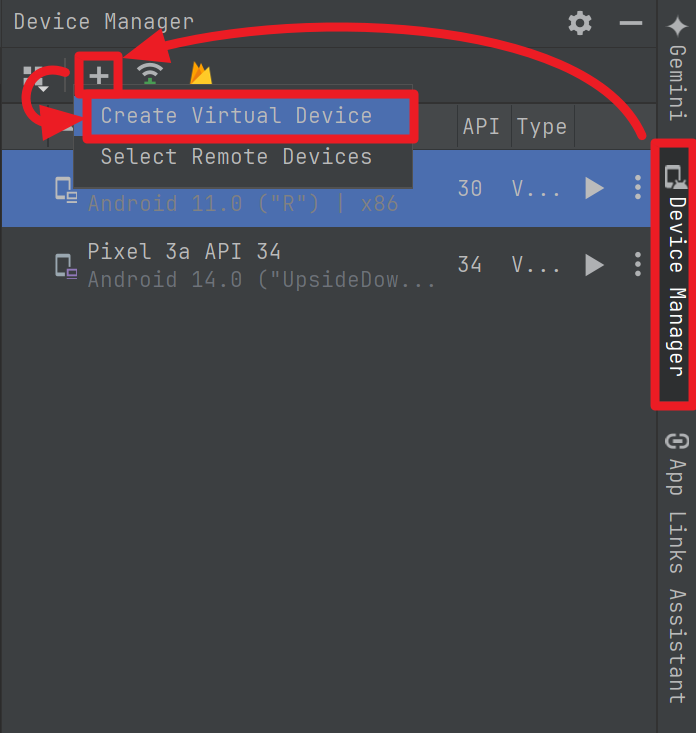 Device Manager
Gemini
Create Virtual Device
API
Type
Select Remote Devices
30
V...
Android 11.0 ("R") | x86
Device Manager
Pixel 3a API 34
34
V...
Android 14.0 ("UpsideDow...
App Links Assistant